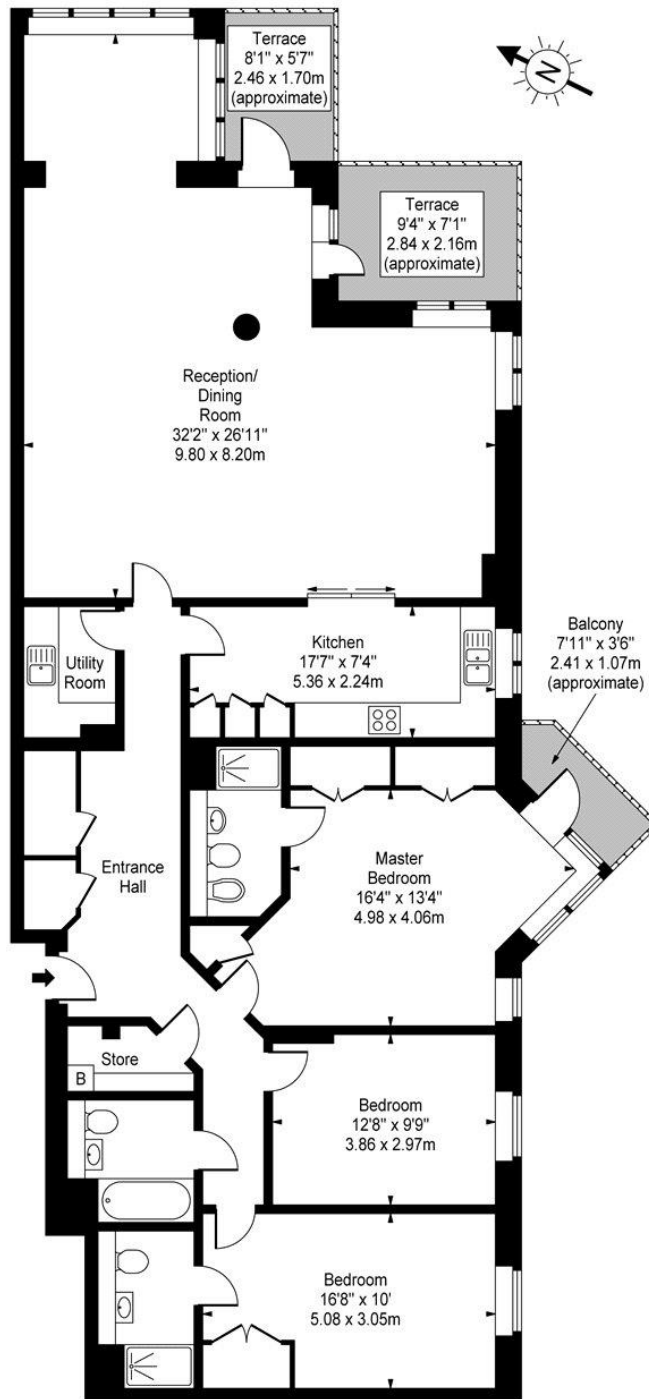 Terrace
8'1" x 5'7"
2.46 x 1.70m
(approximate)
N
Terrace
9'4" x 7'1"
2.84 x 2.16m
(approximate)
Reception/
Dining
Room
32'2" x 26'11"
9.80 x 8.20m
Utility
Room
Kitchen
17'7" x 7'4"
5.36 x 2.24m
Balcony
7'11" x 3'6"
2.41 x 1.07m
(approximate)
Entrance
Hall
Master
Bedroom
16'4" x 13'4"
4.98 x 4.06m
Store
B
Bedroom
12'8" x 9'9"
3.86 x 2.97m
Bedroom
16'8" x 10'
5.08 x 3.05m